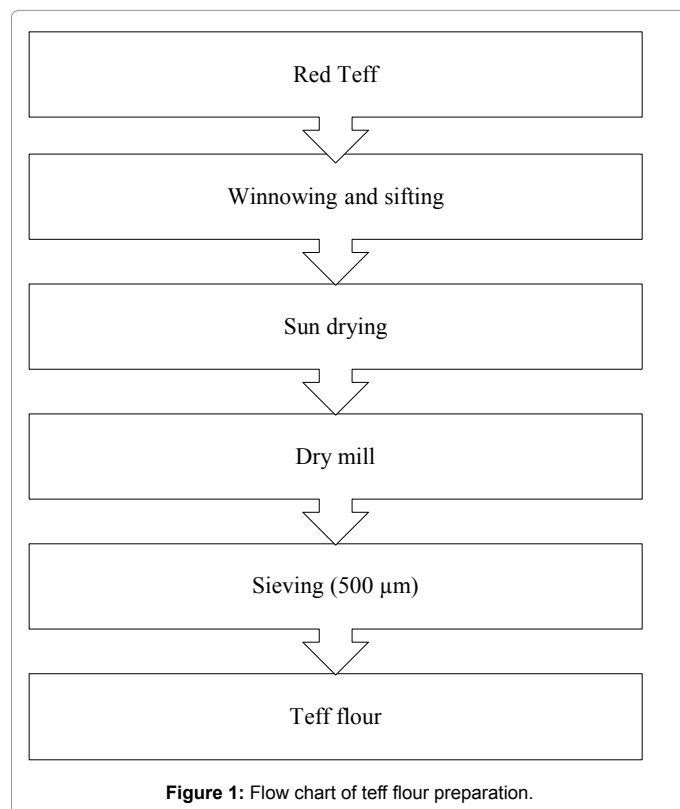 Red Teff
Winnowing and sifting
Sun drying
Dry mill
Sieving (500 µm)
Teff flour
Figure 1: Flow chart of teff flour preparation.